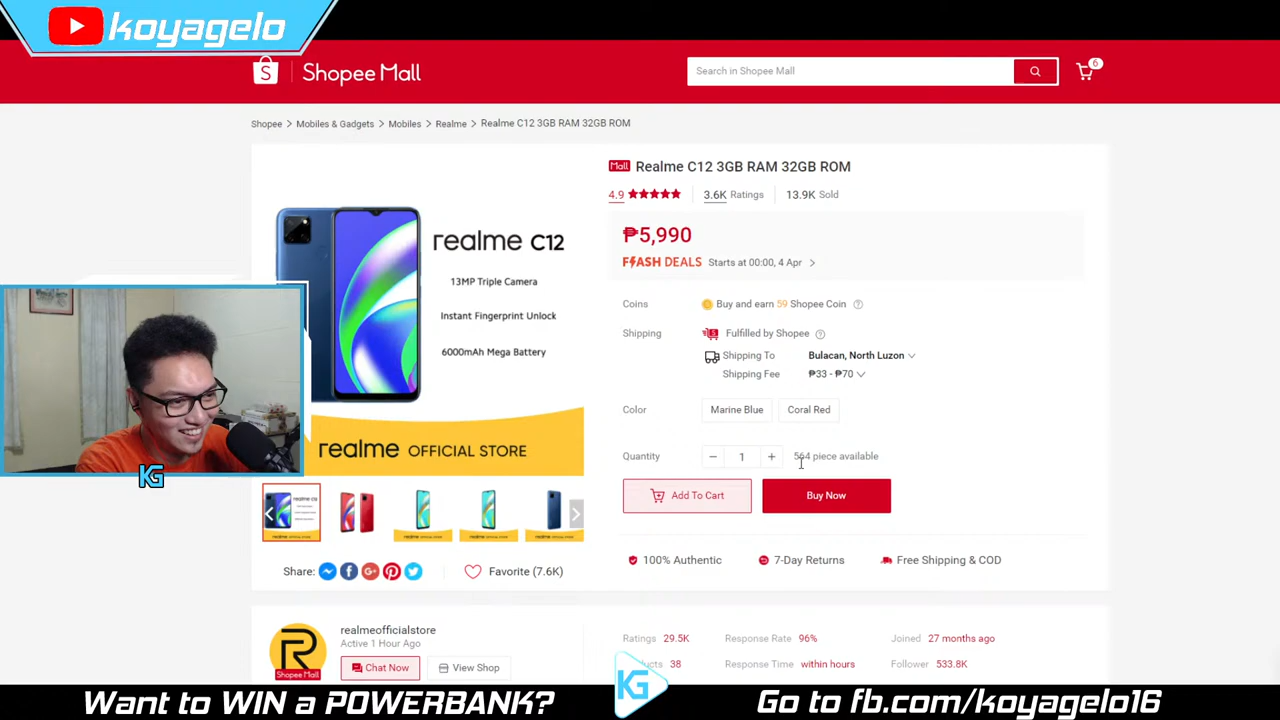 koyagelo
Shopee Mall
Search in Shopee Mall
6
Shopee > Mobiles & Gadgets > Mobiles > Realme > Realme C12 3GB RAM 32GB ROM
Mall Realme C12 3GB RAM 32GB ROM
4.9 3.6K Ratings 13.9K Sold
₱5,990
FLASH DEALS Starts at 00:00, 4 Apr >
realme C12
13MP Triple Camera
Instant Fingerprint Unlock
6000mAh Mega Battery
realme OFFICIAL STORE
Coins Buy and earn 59 Shopee Coin ?
Shipping Fulfilled by Shopee ?
Shipping To Bulacan, North Luzon
Shipping Fee ₱33 - ₱70
Color Marine Blue Coral Red
Quantity − 1 + 564 piece available
Add To Cart Buy Now
100% Authentic 7-Day Returns Free Shipping & COD
Share: Favorite (7.6K)
KG
realmeofficialstore
Active 1 Hour Ago
Shopee Mall
Chat Now View Shop
Ratings 29.5K Response Rate 96% Joined 27 months ago
38 Response Time within hours Follower 533.8K
KG
Want to WIN a POWERBANK? Go to fb.com/koyagelo16